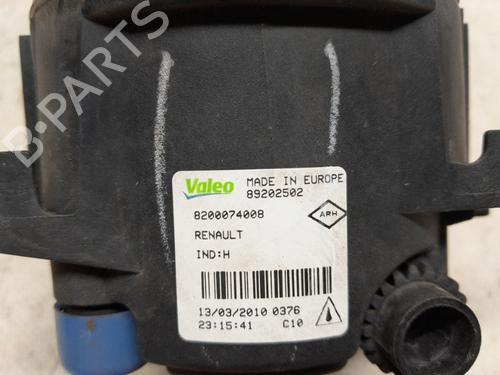 B-PARTS
Valeo MADE IN EUROPE
89202502
8200074008
ARH
RENAULT
IND:H
13/03/2010 0376
23:15:41 C10